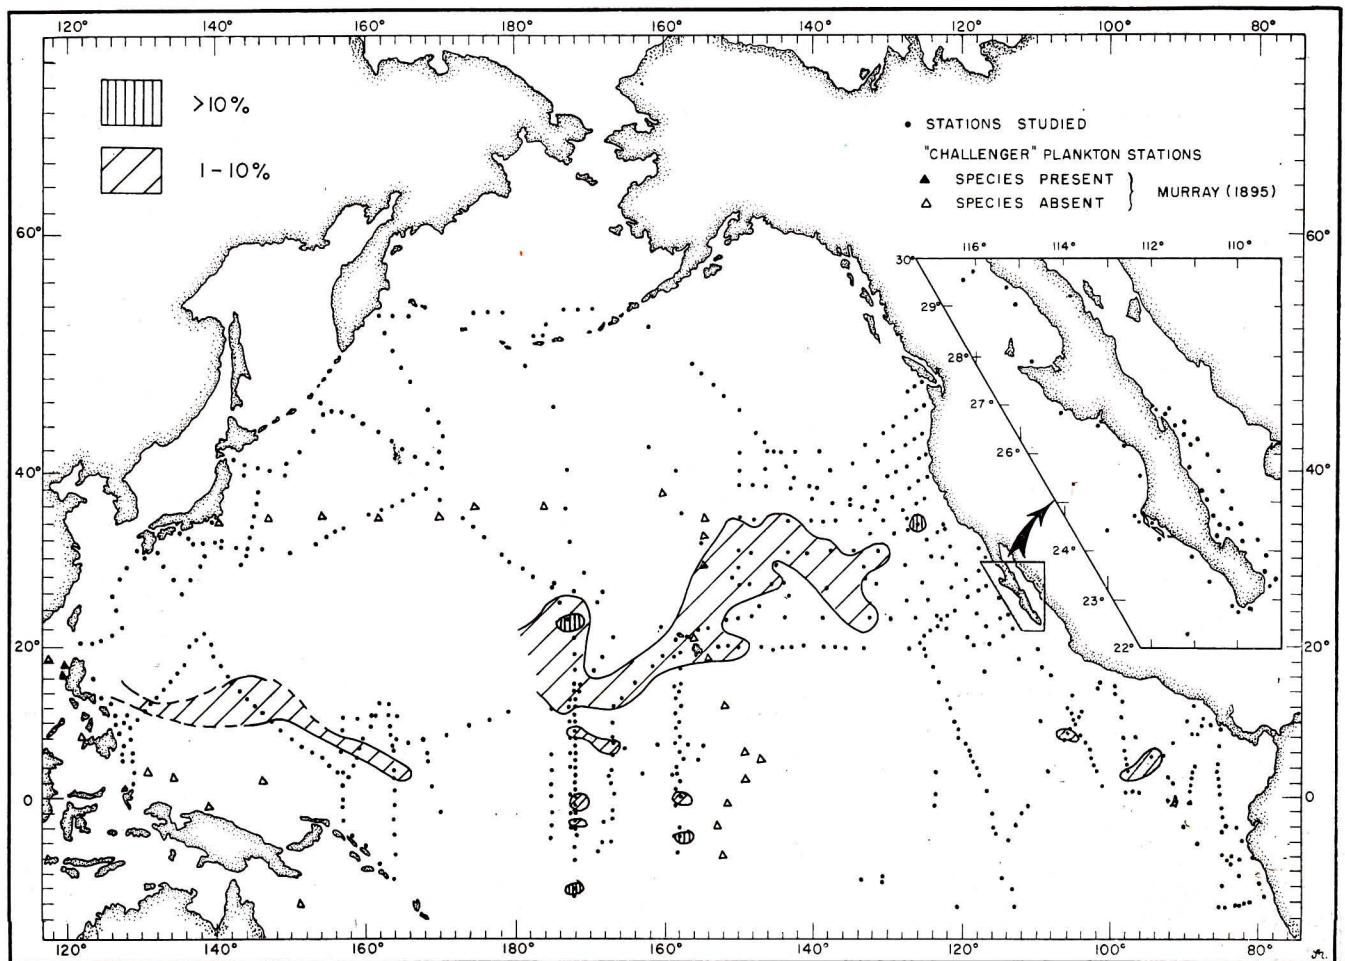 120° 140° 160° 180° 160° 140° 120° 100° 80°
>10%
1-10%
• STATIONS STUDIED
"CHALLENGER" PLANKTON STATIONS
▲ SPECIES PRESENT
△ SPECIES ABSENT
MURRAY (1895)
60° 60°
116° 114° 112° 110°
30°
29°
28°
27°
26°
24°
23°
22°
40° 40°
20° 20°
0 0
120° 140° 160° 180° 160° 140° 120° 100° 80°